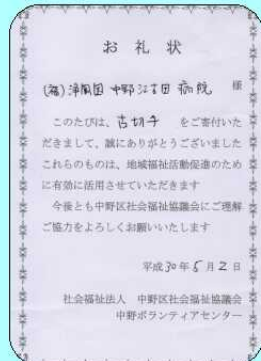 お礼状
(福)浄風園 中野江古田病院 様
このたびは、古切手 をご寄付いた
だきまして、誠にありがとうございました
これらのものは、地域福祉活動促進のため
に有効に活用させていただきます
今後とも中野区社会福祉協議会にご理解
ご協力をよろしくお願いいたします
平成30年5月2日
社会福祉法人 中野区社会福祉協議会
中野ボランティアセンター